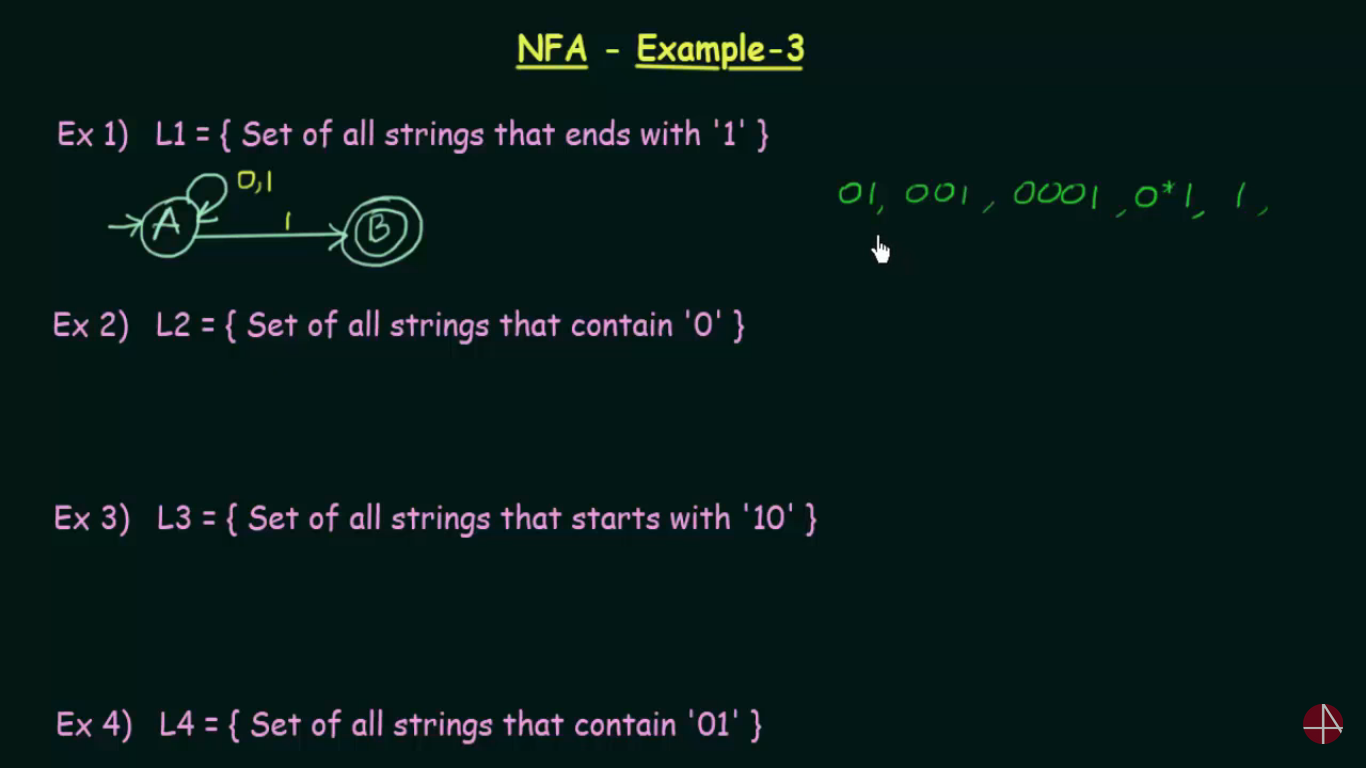 NFA - Example-3
Ex 1) L1 = { Set of all strings that ends with '1' }
0,1
01, 001, 0001, 0*1, 1,
A 1 B
Ex 2) L2 = { Set of all strings that contain '0' }
Ex 3) L3 = { Set of all strings that starts with '10' }
Ex 4) L4 = { Set of all strings that contain '01' }